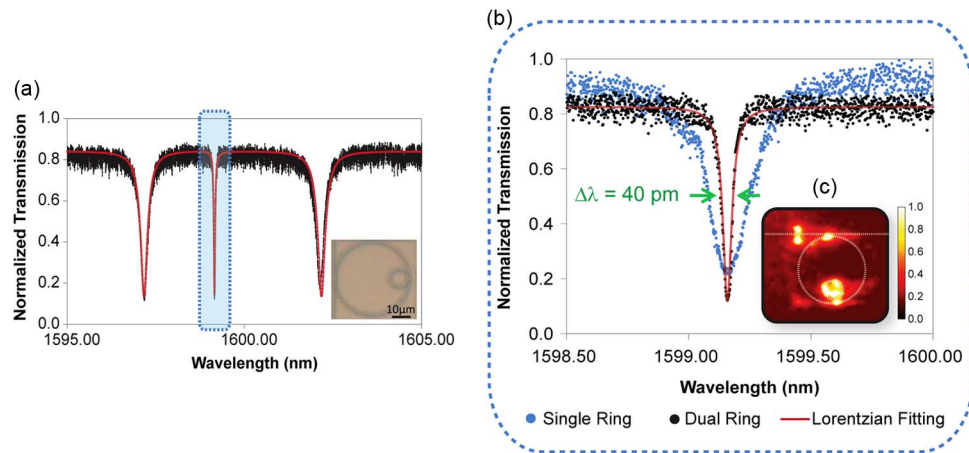 (a)
Normalized Transmission
1.0
0.8
0.6
0.4
0.2
0.0
1595.00
1600.00
1605.00
Wavelength (nm)
10μm
(b)
Normalized Transmission
1.0
0.8
0.6
0.4
0.2
0.0
1598.50
1599.00
1599.50
1600.00
Wavelength (nm)
Δλ = 40 pm
(c)
1.0
0.8
0.6
0.4
0.2
0.0
Single Ring
Dual Ring
Lorentzian Fitting